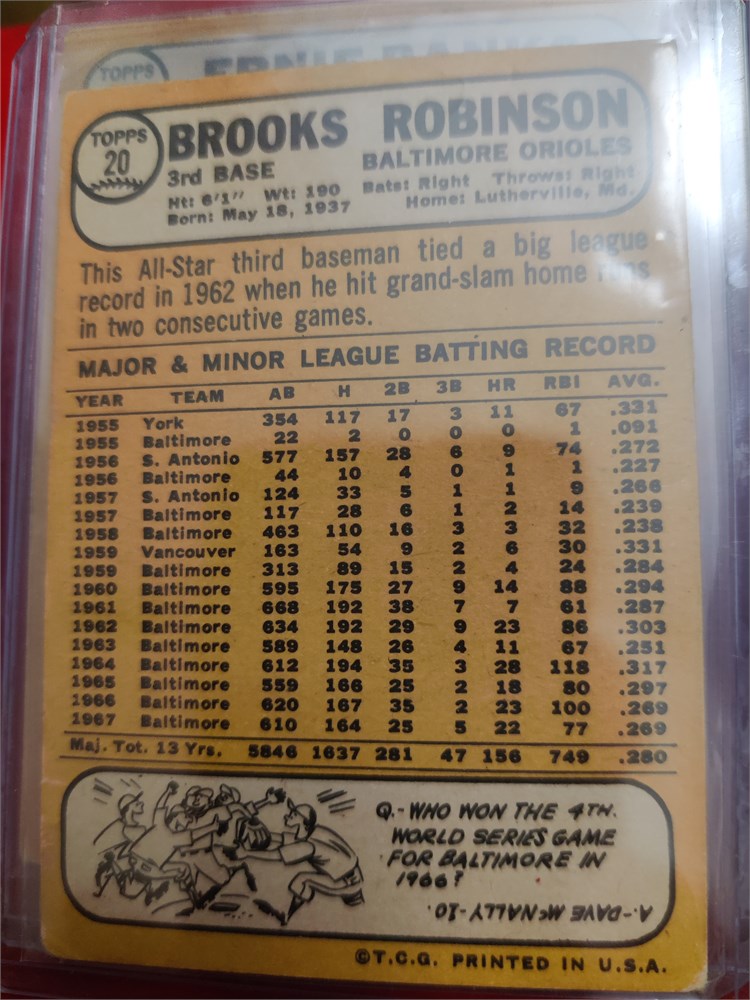 TOPPS
ERNIE BANKS
TOPPS
20
BROOKS ROBINSON
3rd BASE BALTIMORE ORIOLES
Ht: 6'1" Wt: 190 Bats: Right Throws: Right
Born: May 18, 1937 Home: Lutherville, Md.
This All-Star third baseman tied a big league
record in 1962 when he hit grand-slam home runs
in two consecutive games.
MAJOR & MINOR LEAGUE BATTING RECORD
YEAR TEAM AB H 2B 3B HR RBI AVG.
1955 York 354 117 17 3 11 67 .331
1955 Baltimore 22 2 0 0 0 1 .091
1956 S. Antonio 577 157 28 6 9 74 .272
1956 Baltimore 44 10 4 0 1 1 .227
1957 S. Antonio 124 33 5 1 1 9 .266
1957 Baltimore 117 28 6 1 2 14 .239
1958 Baltimore 463 110 16 3 3 32 .238
1959 Vancouver 163 54 9 2 6 30 .331
1959 Baltimore 313 89 15 2 4 24 .284
1960 Baltimore 595 175 27 9 14 88 .294
1961 Baltimore 668 192 38 7 7 61 .287
1962 Baltimore 634 192 29 9 23 86 .303
1963 Baltimore 589 148 26 4 11 67 .251
1964 Baltimore 612 194 35 3 28 118 .317
1965 Baltimore 559 166 25 2 18 80 .297
1966 Baltimore 620 167 35 2 23 100 .269
1967 Baltimore 610 164 25 5 22 77 .269
Maj. Tot. 13 Yrs. 5846 1637 281 47 156 749 .280
Q.-WHO WON THE 4TH.
WORLD SERIES GAME
FOR BALTIMORE IN
1966?
A.-DAVE McNALLY-10
©T.C.G. PRINTED IN U.S.A.